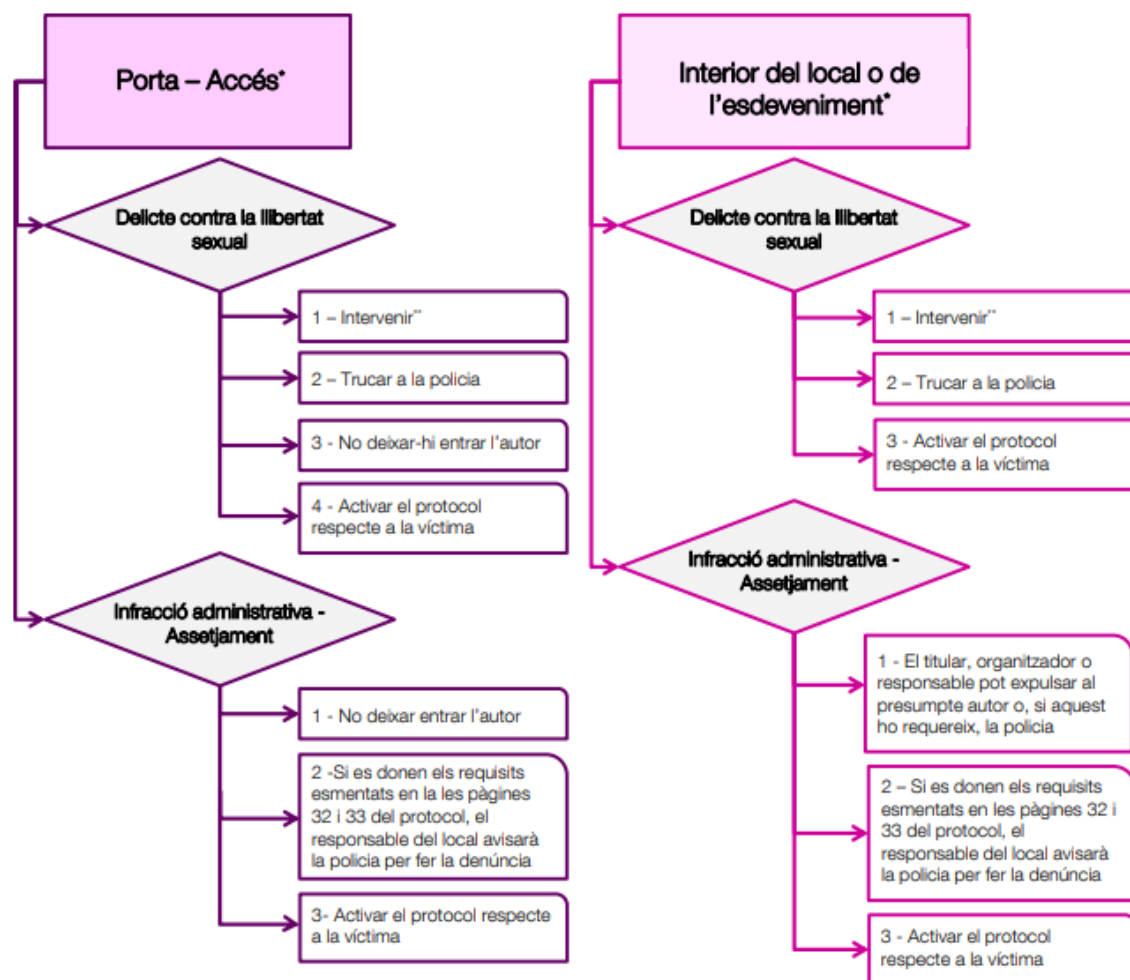 Porta – Accés*
Delicte contra la llibertat
sexual
1 – Intervenir**
2 – Trucar a la policia
3 - No deixar-hi entrar l'autor
4 - Activar el protocol
respecte a la víctima
Infracció administrativa -
Assetjament
1 - No deixar entrar l'autor
2 -Si es donen els requisits
esmentats en la les pàgines
32 i 33 del protocol, el
responsable del local avisarà
la policia per fer la denúncia
3- Activar el protocol respecte
a la víctima
Interior del local o de
l'esdeveniment*
Delicte contra la llibertat
sexual
1 – Intervenir**
2 – Trucar a la policia
3 - Activar el protocol
respecte a la víctima
Infracció administrativa -
Assetjament
1 - El titular, organitzador o
responsable pot expulsar al
presumpte autor o, si aquest
ho requereix, la policia
2 – Si es donen els requisits
esmentats en les pàgines 32 i
33 del protocol, el
responsable del local avisarà
la policia per fer la denúncia
3 - Activar el protocol
respecte a la víctima